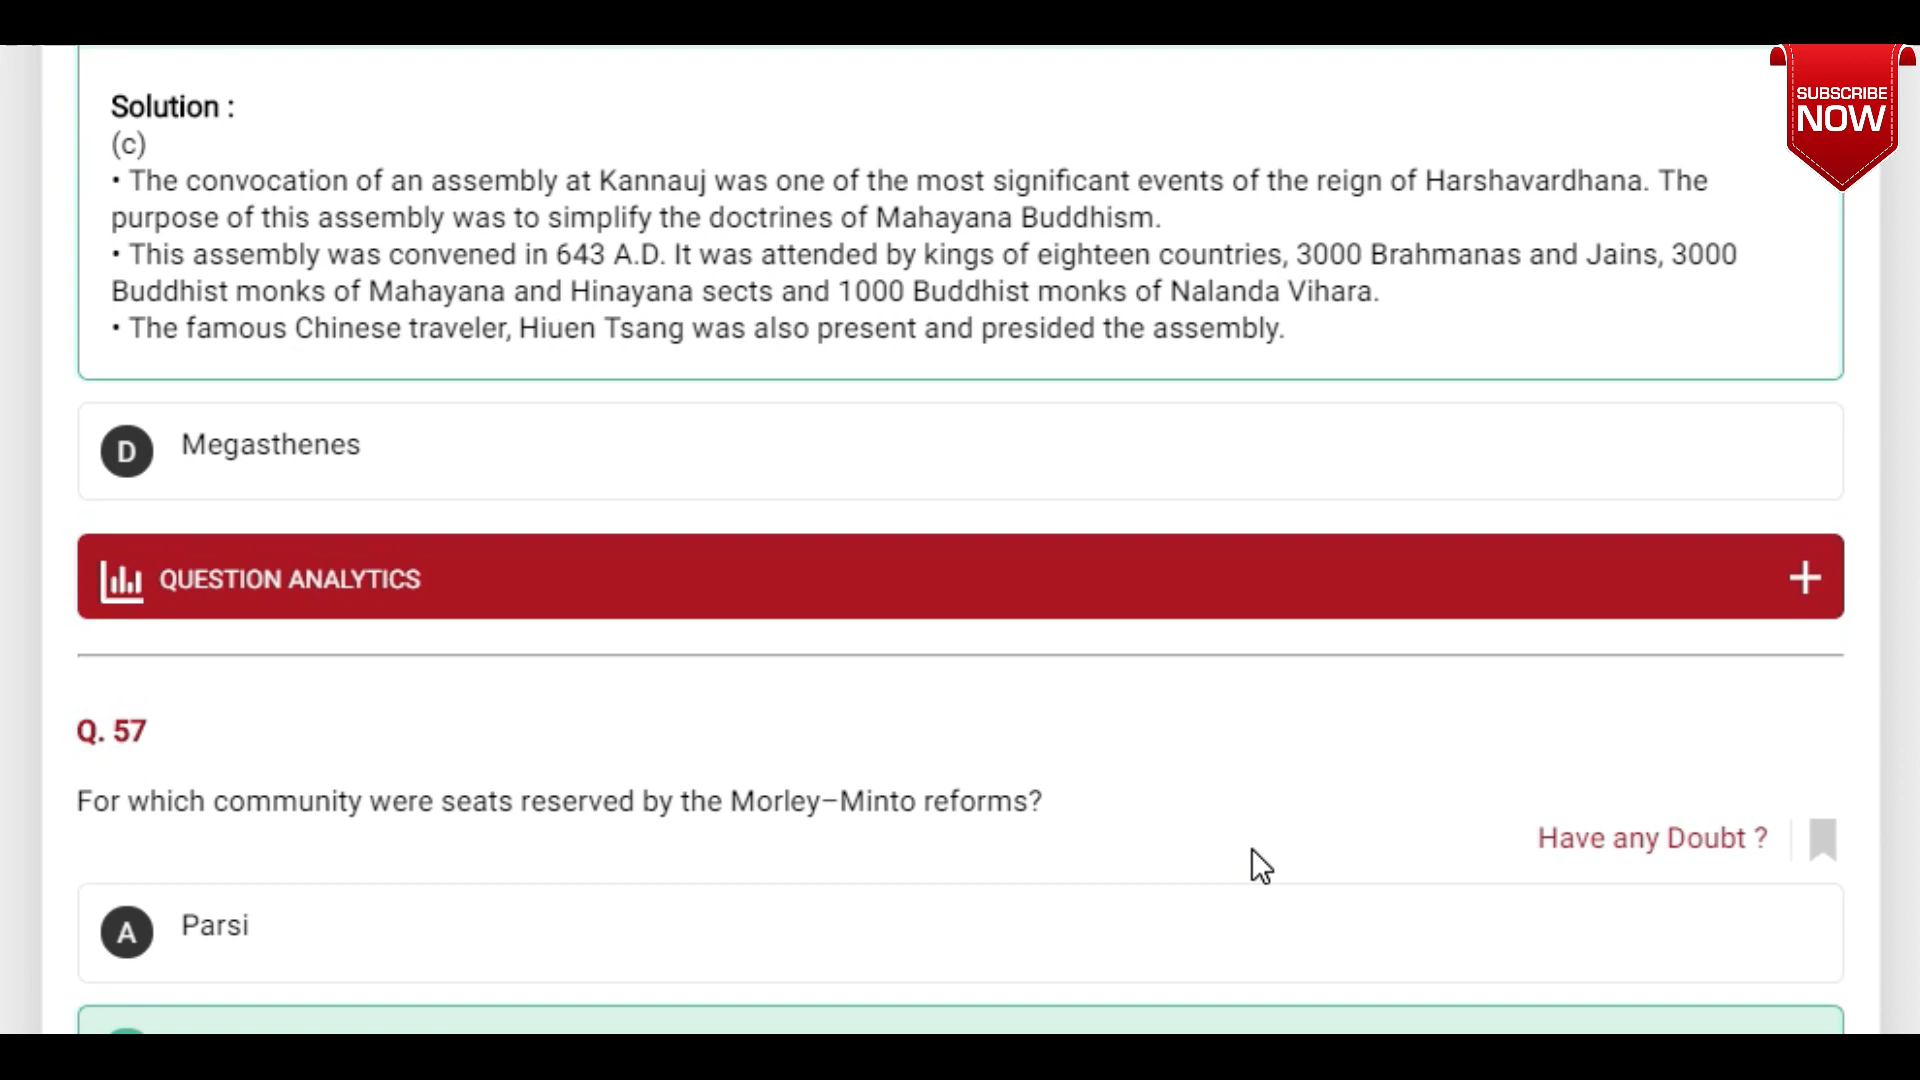 SUBSCRIBE
NOW
Solution :
(c)
• The convocation of an assembly at Kannauj was one of the most significant events of the reign of Harshavardhana. The
purpose of this assembly was to simplify the doctrines of Mahayana Buddhism.
• This assembly was convened in 643 A.D. It was attended by kings of eighteen countries, 3000 Brahmanas and Jains, 3000
Buddhist monks of Mahayana and Hinayana sects and 1000 Buddhist monks of Nalanda Vihara.
• The famous Chinese traveler, Hiuen Tsang was also present and presided the assembly.
D Megasthenes
QUESTION ANALYTICS +
Q. 57
For which community were seats reserved by the Morley–Minto reforms?
Have any Doubt ?
A Parsi